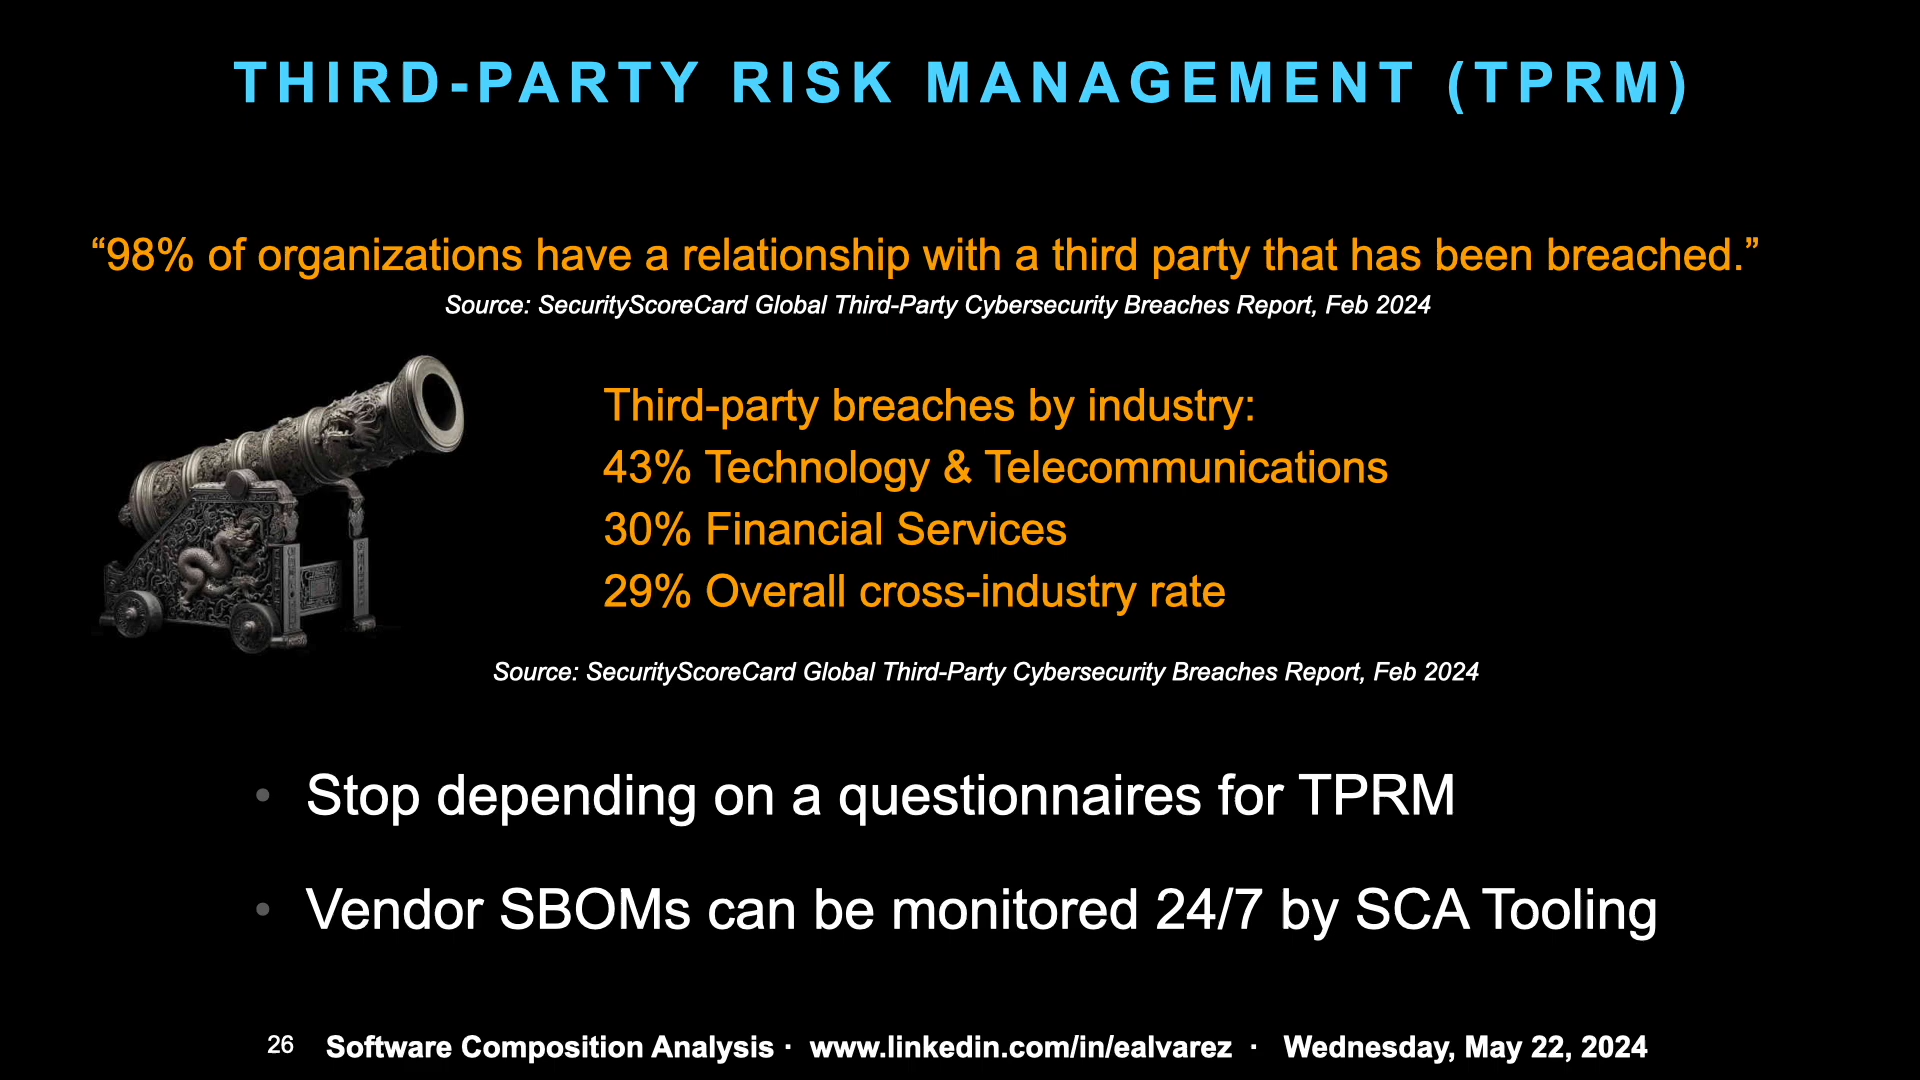 THIRD-PARTY RISK MANAGEMENT (TPRM)
“98% of organizations have a relationship with a third party that has been breached.”
Source: SecurityScoreCard Global Third-Party Cybersecurity Breaches Report, Feb 2024
Third-party breaches by industry:
43% Technology & Telecommunications
30% Financial Services
29% Overall cross-industry rate
Source: SecurityScoreCard Global Third-Party Cybersecurity Breaches Report, Feb 2024
• Stop depending on a questionnaires for TPRM
• Vendor SBOMs can be monitored 24/7 by SCA Tooling
26 Software Composition Analysis · www.linkedin.com/in/ealvarez · Wednesday, May 22, 2024